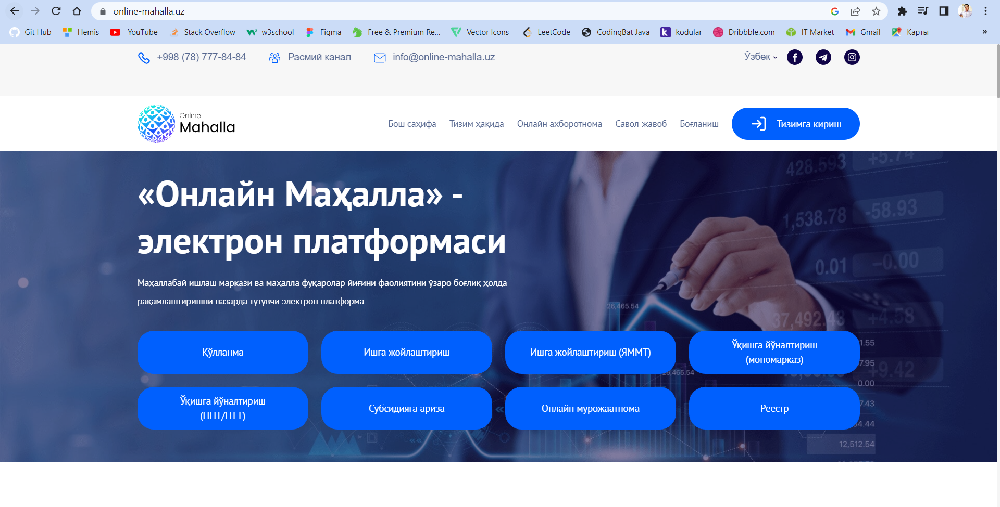 online-mahalla.uz
Git Hub
Hemis
YouTube
Stack Overflow
w3school
Figma
Free & Premium Re...
Vector Icons
LeetCode
CodingBat Java
kodular
Dribbble.com
IT Market
Gmail
Карты
»
+998 (78) 777-84-84
Расмий канал
info@online-mahalla.uz
Ўзбек
Online
Mahalla
Бош саҳифа
Тизим ҳақида
Онлайн ахборотнома
Савол-жавоб
Боғланиш
Тизимга кириш
«Онлайн Маҳалла» -
электрон платформаси
Маҳаллабай ишлаш маркази ва маҳалла фуқаролар йиғини фаолиятини ўзаро боғлиқ ҳолда
рақамлаштиришни назарда тутувчи электрон платформа
428.593
+5.74
1,538.78
-58.93
0.01
-0.00
26,465.54
37,492.43
+4.58
Қўлланма
Ишга жойлаштириш
Ишга жойлаштириш (ЯММТ)
Ўқишга йўналтириш
(мономарказ)
1.55
7.95
26,465.54
+9.42
0.00
Ўқишга йўналтириш
(ННТ/НТТ)
Субсидияга ариза
Онлайн мурожаатнома
Реестр
7.43
34.44
12,512.54